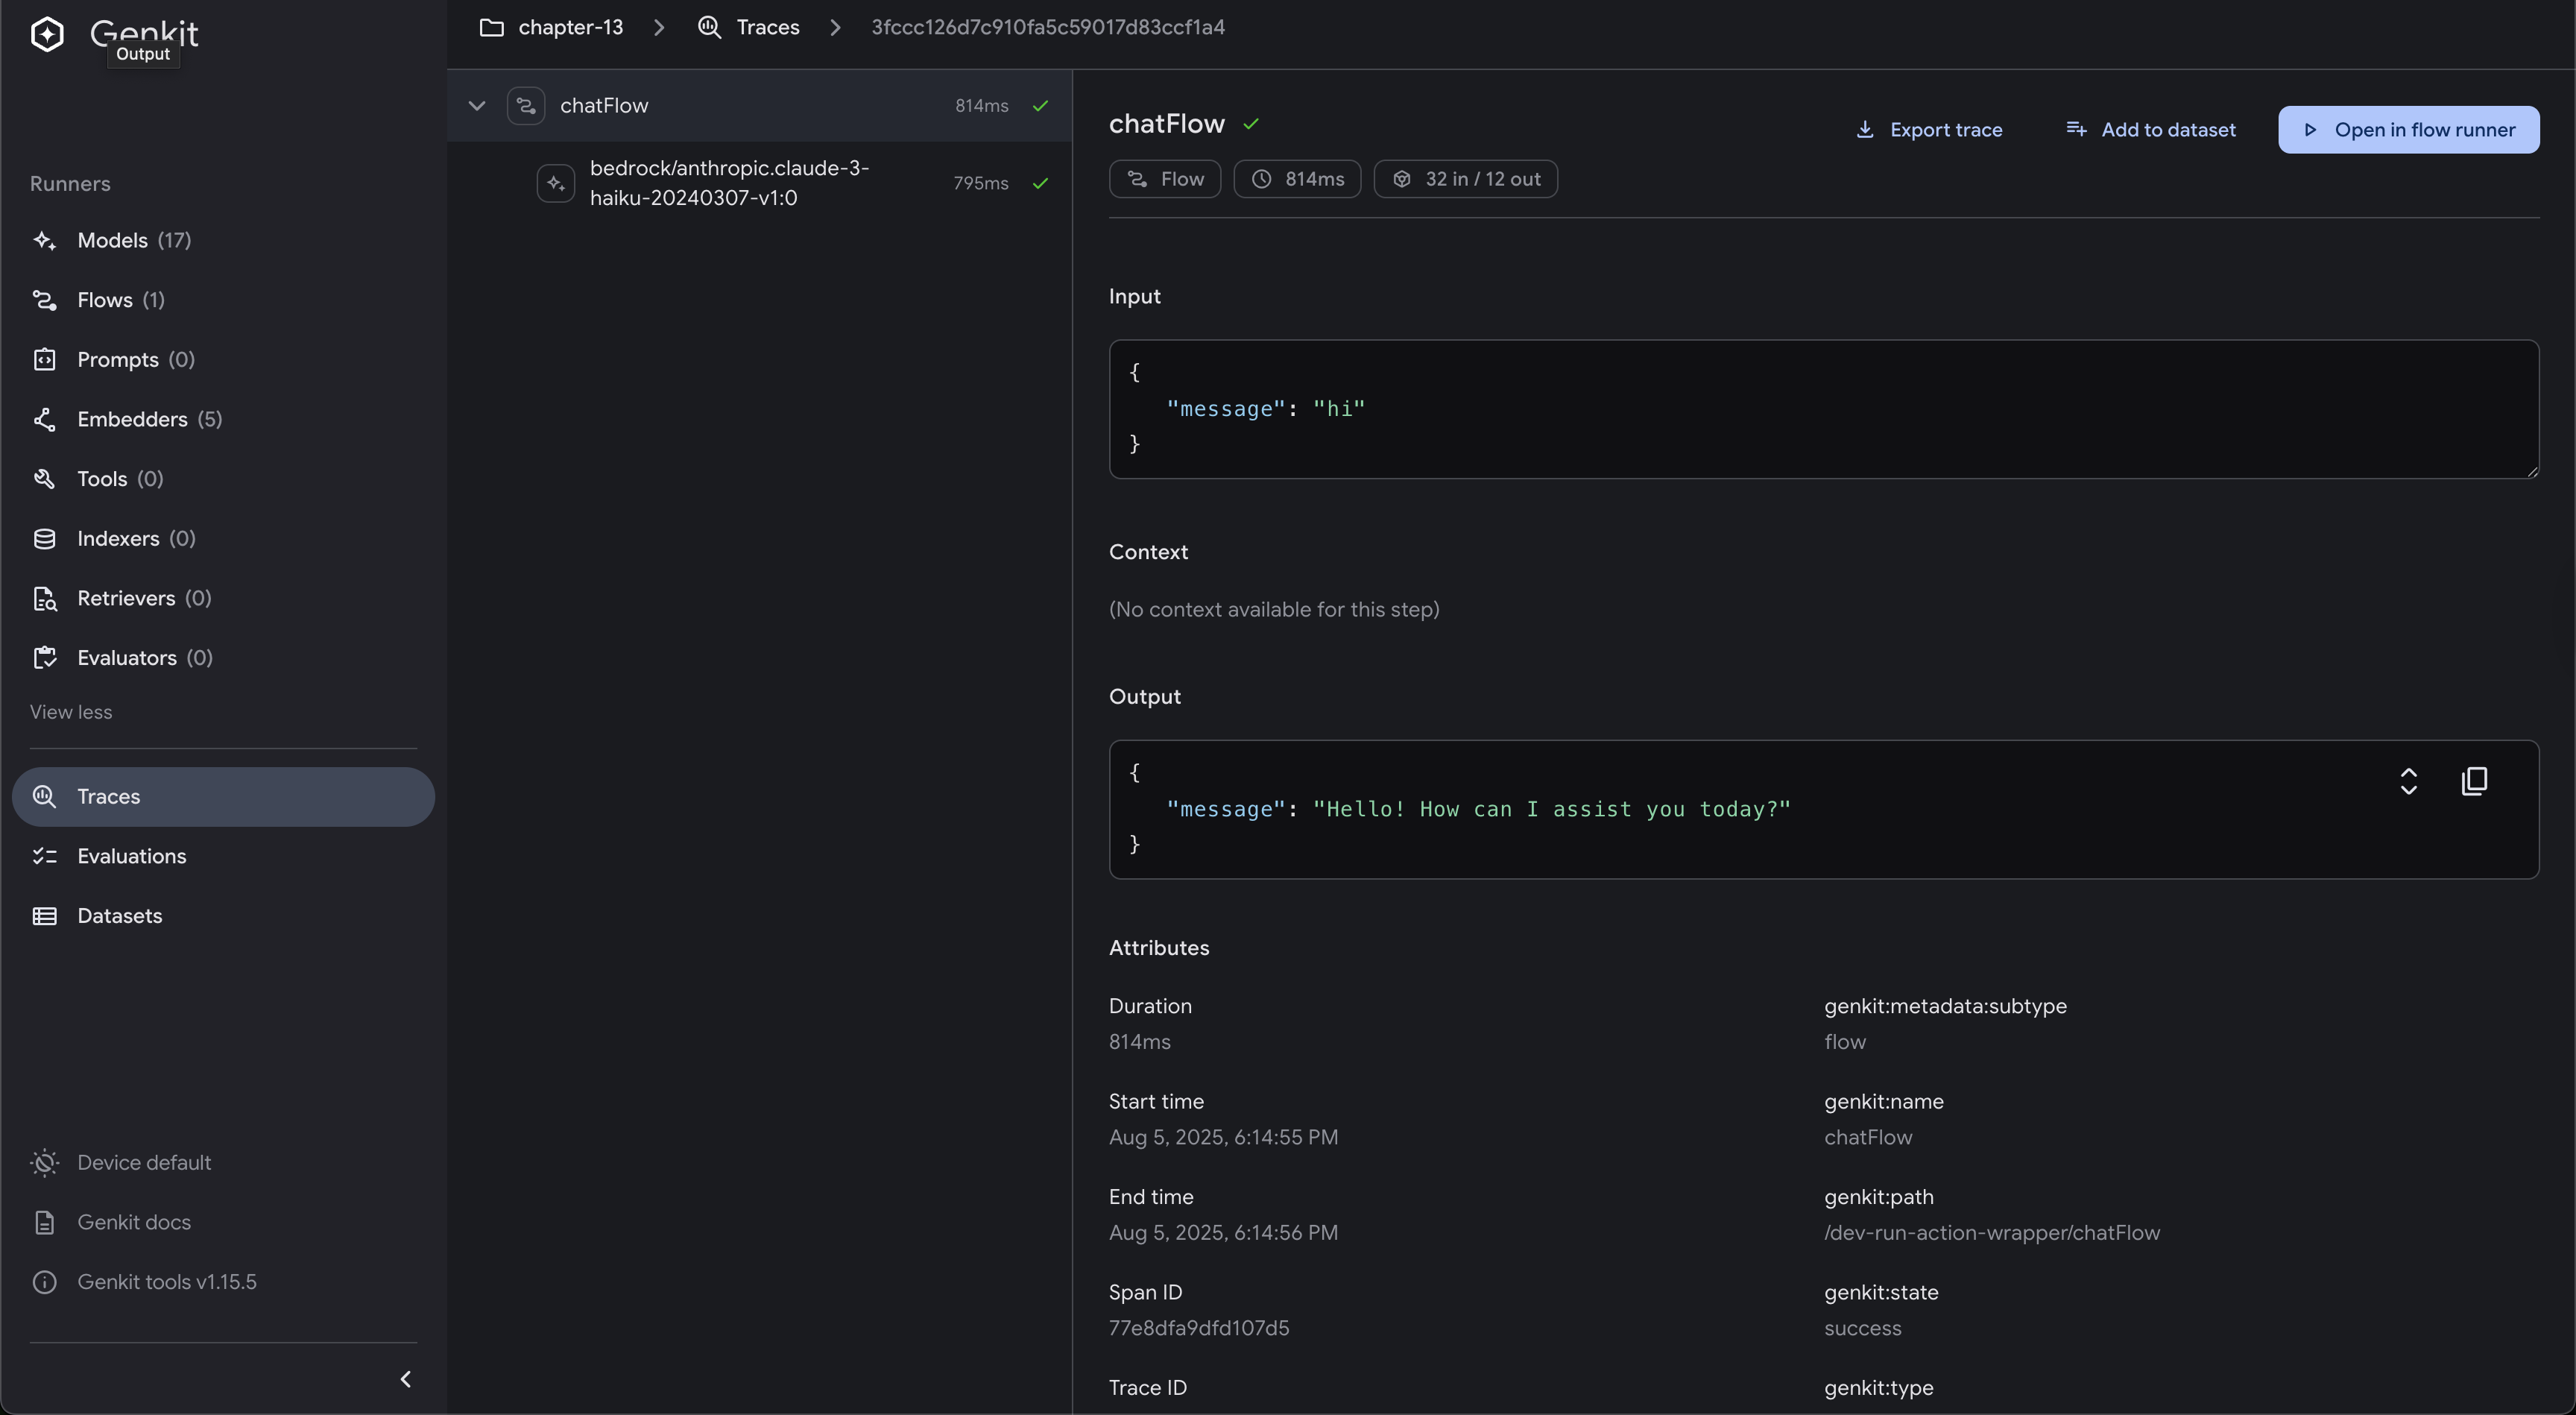 Genkit
Output
Runners
Models (17)
Flows (1)
Prompts (0)
Embedders (5)
Tools (0)
Indexers (0)
Retrievers (0)
Evaluators (0)
View less
Traces
Evaluations
Datasets
Device default
Genkit docs
Genkit tools v1.15.5
chapter-13 > Traces > 3fccc126d7c910fa5c59017d83ccf1a4
chatFlow 814ms
bedrock/anthropic.claude-3-
haiku-20240307-v1:0
795ms
chatFlow
Export trace
Add to dataset
Open in flow runner
Flow
814ms
32 in / 12 out
Input
{
"message": "hi"
}
Context
(No context available for this step)
Output
{
"message": "Hello! How can I assist you today?"
}
Attributes
Duration
814ms
Start time
Aug 5, 2025, 6:14:55 PM
End time
Aug 5, 2025, 6:14:56 PM
Span ID
77e8dfa9dfd107d5
Trace ID
genkit:metadata:subtype
flow
genkit:name
chatFlow
genkit:path
/dev-run-action-wrapper/chatFlow
genkit:state
success
genkit:type